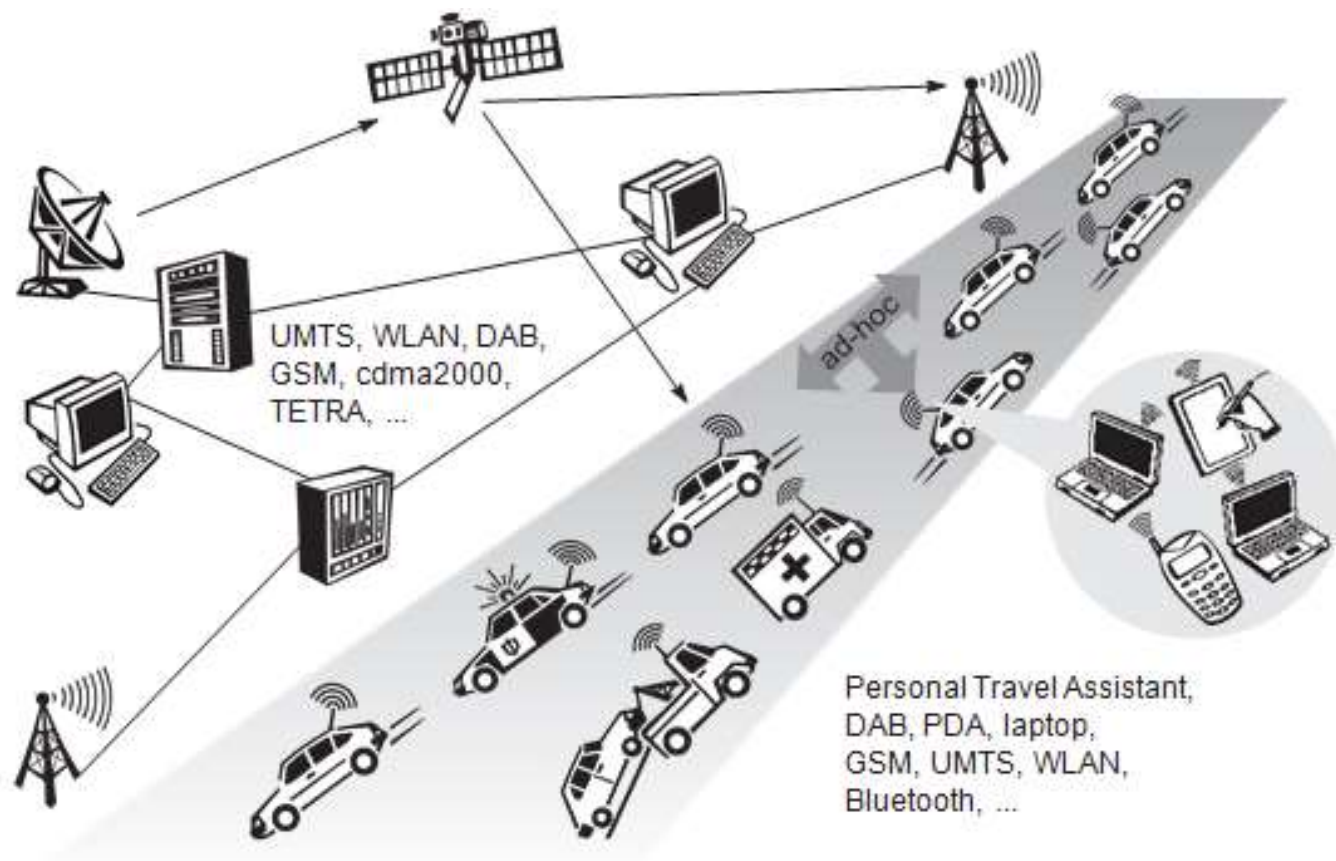 UMTS, WLAN, DAB,
GSM, cdma2000,
TETRA, ...
ad-hoc
Personal Travel Assistant,
DAB, PDA, laptop,
GSM, UMTS, WLAN,
Bluetooth, ...